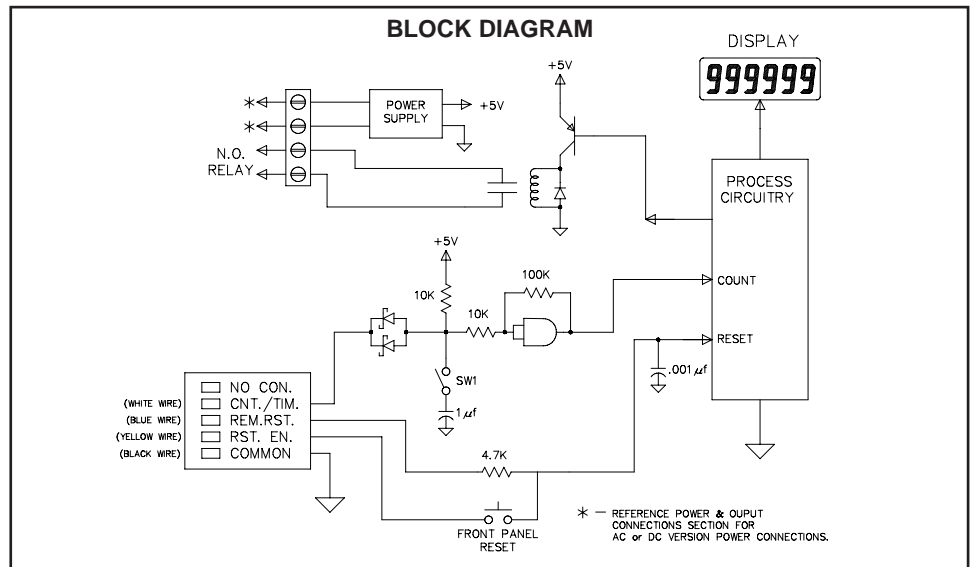 BLOCK DIAGRAM
DISPLAY
999999
+5V
POWER
SUPPLY
+5V
*
*
N.O.
RELAY
PROCESS
CIRCUITRY
+5V
10K
10K
100K
COUNT
RESET
SW1
1µf
.001µf
NO CON.
(WHITE WIRE) CNT./TIM.
(BLUE WIRE) REM.RST.
(YELLOW WIRE) RST. EN.
(BLACK WIRE) COMMON
4.7K
FRONT PANEL
RESET
* — REFERENCE POWER & OUPUT
CONNECTIONS SECTION FOR
AC or DC VERSION POWER CONNECTIONS.